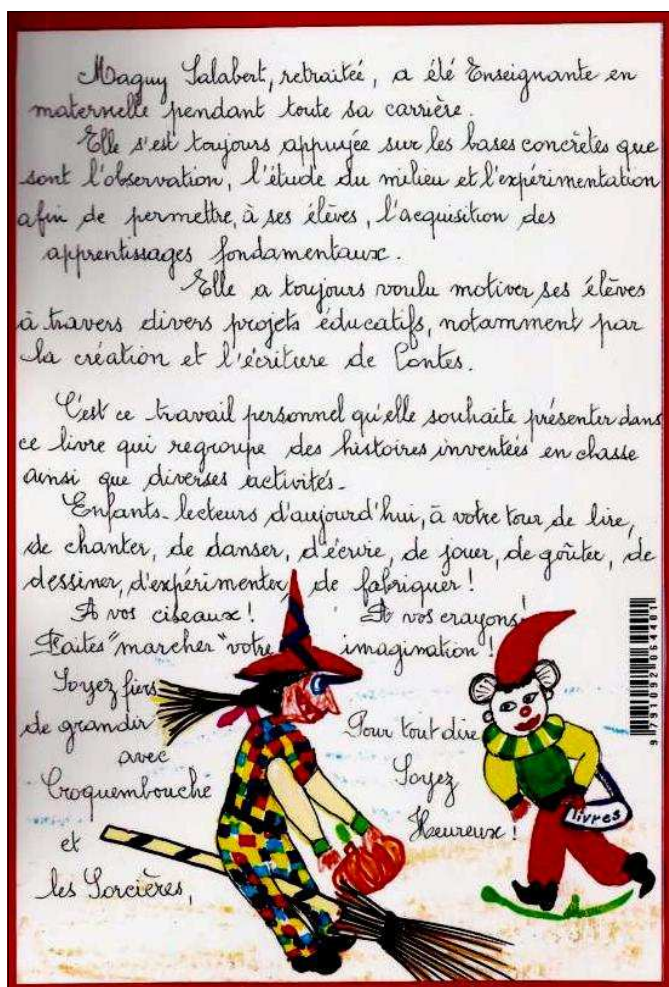 Maguy Salabert, retraitée, a été Enseignante en
maternelle pendant toute sa carrière.
Elle s'est toujours appuyée sur les bases concrètes que
sont l'observation, l'étude du milieu et l'expérimentation
afin de permettre, à ses élèves, l'acquisition des
apprentissages fondamentaux.
Elle a toujours voulu motiver ses élèves
à travers divers projets éducatifs, notamment par
la création et l'écriture de Contes.
C'est ce travail personnel qu'elle souhaite présenter dans
ce livre qui regroupe des histoires inventées en classe
ainsi que diverses activités.
Enfants-lecteurs d'aujourd'hui, à votre tour de lire,
de chanter, de danser, d'écrire, de jouer, de goûter, de
dessiner, d'expérimenter, de fabriquer !
A vos ciseaux ! A vos crayons !
Faites "marcher" votre imagination !
Soyez fiers
de grandir
avec
Croquembouche
et
les Sorcières,
Pour tout dire
Soyez
Heureux !
livres
9791092064401